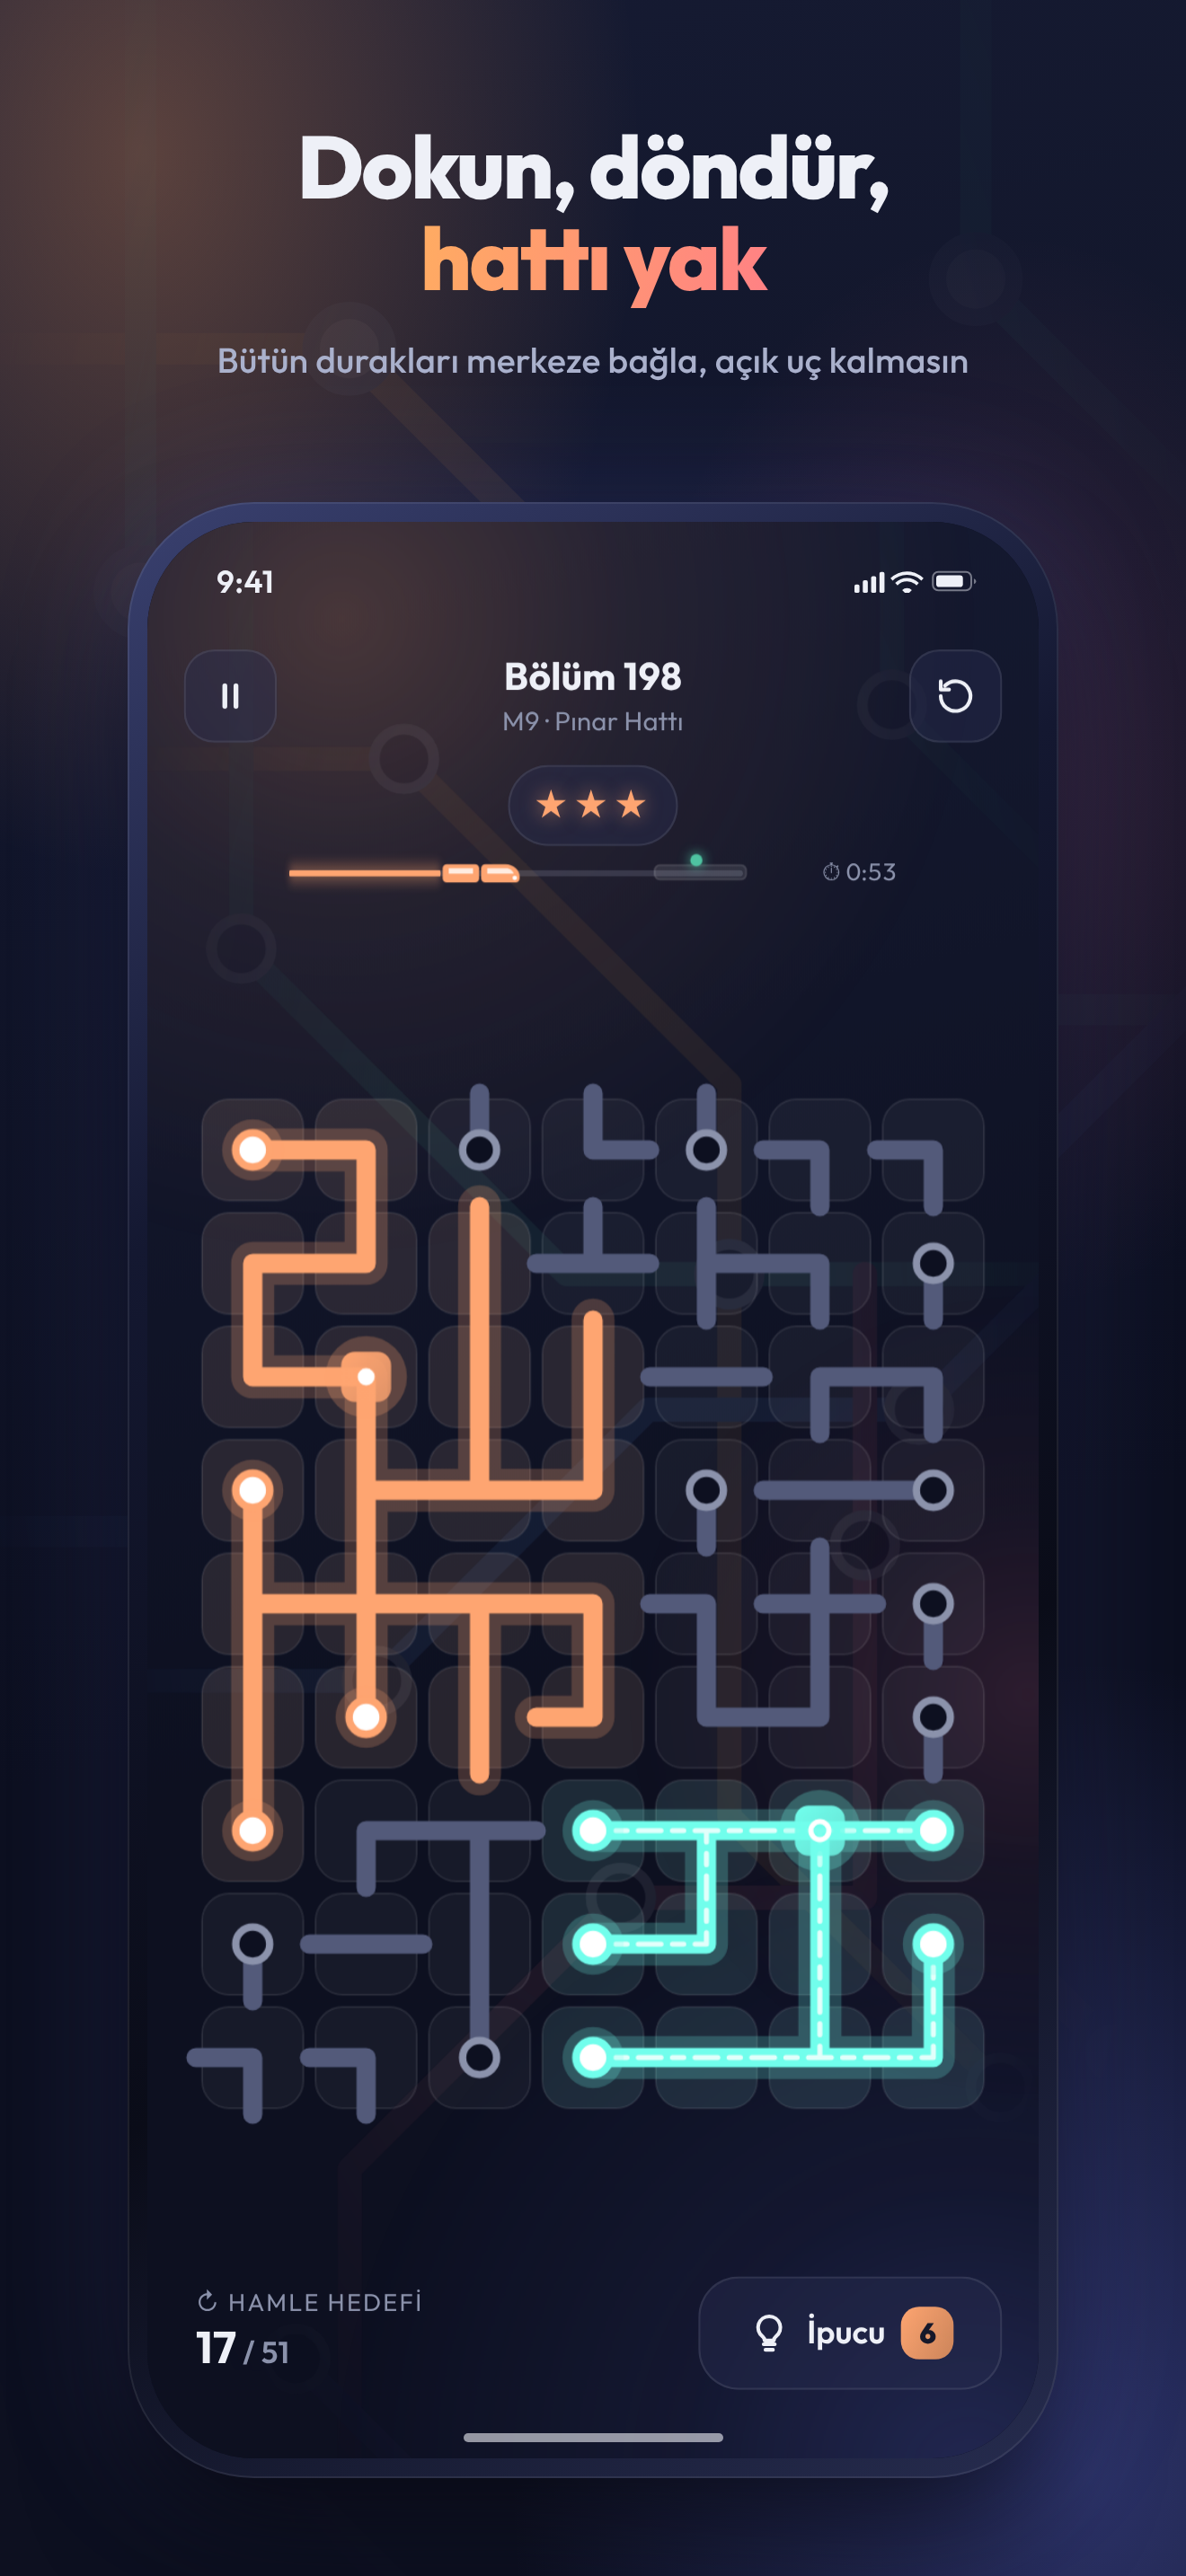 Dokun, döndür,
hattı yak
Bütün durakları merkeze bağla, açık uç kalmasın
9:41
Bölüm 198
M9 · Pınar Hattı
0:53
HAMLE HEDEFİ
17 / 51
İpucu 6